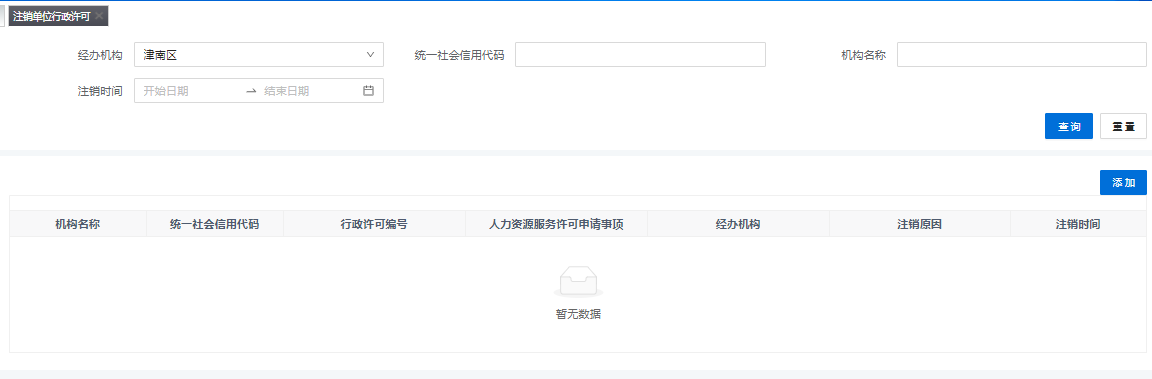 注销单位行政许可
经办机构 津南区 统一社会信用代码 机构名称
注销时间 开始日期 → 结束日期
查询 重置
添加
机构名称 统一社会信用代码 行政许可编号 人力资源服务许可申请事项 经办机构 注销原因 注销时间
暂无数据